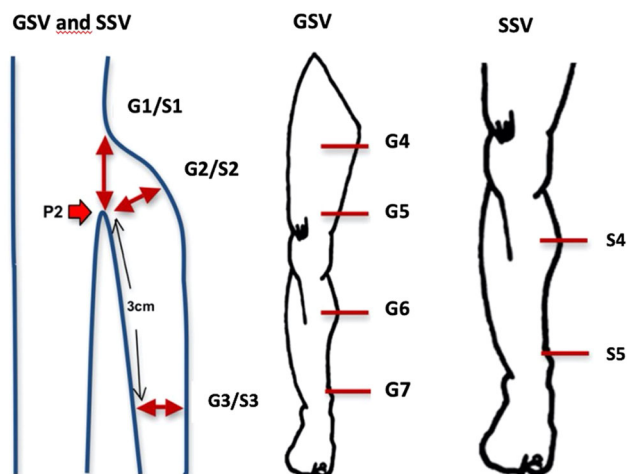 GSV and SSV
G1/S1
G2/S2
P2
3cm
G3/S3
GSV
G4
G5
G6
G7
SSV
S4
S5